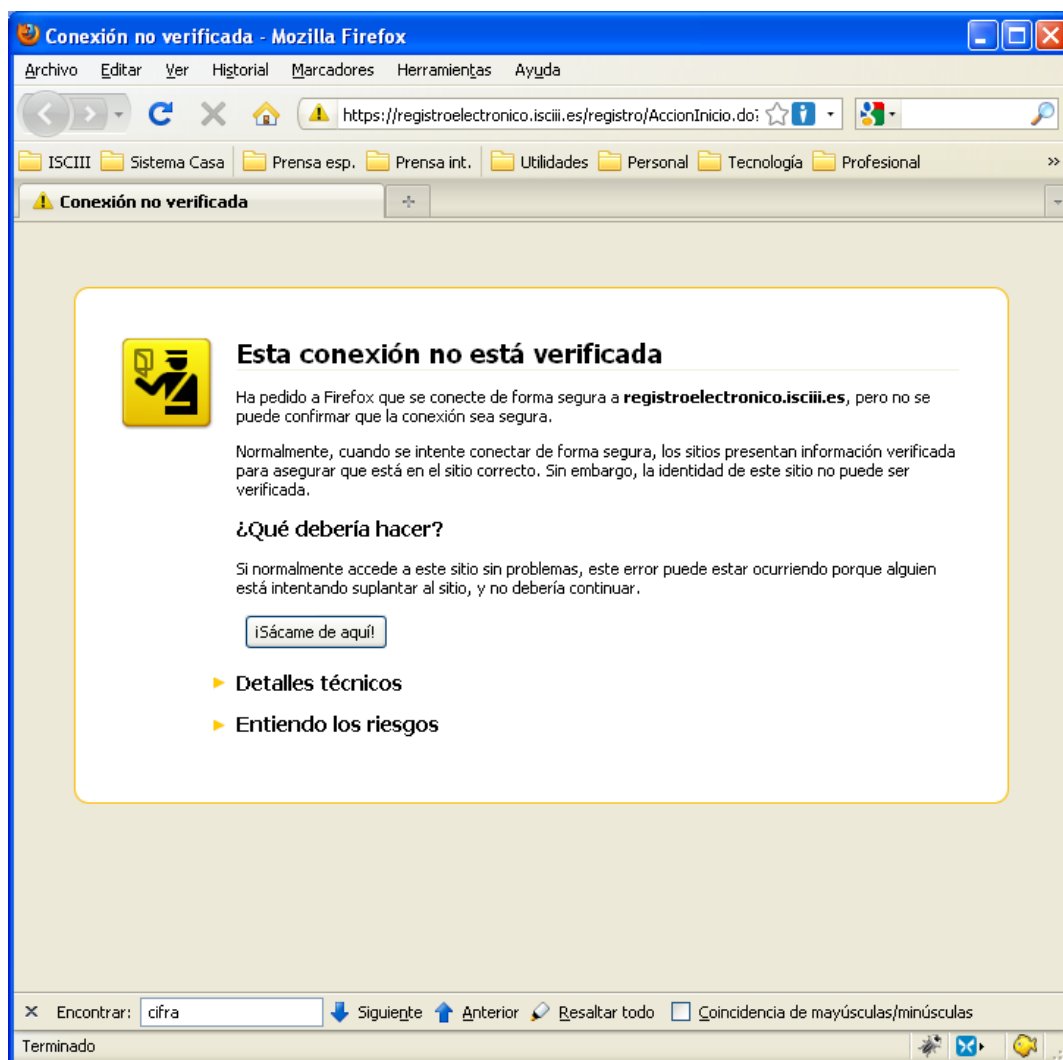 Conexión no verificada - Mozilla Firefox
Archivo Editar Ver Historial Marcadores Herramientas Ayuda
https://registroelectronico.isciii.es/registro/AccionInicio.do?
ISCIII Sistema Casa Prensa esp. Prensa int. Utilidades Personal Tecnología Profesional »
Conexión no verificada
Esta conexión no está verificada
Ha pedido a Firefox que se conecte de forma segura a registroelectronico.isciii.es, pero no se
puede confirmar que la conexión sea segura.
Normalmente, cuando se intente conectar de forma segura, los sitios presentan información verificada
para asegurar que está en el sitio correcto. Sin embargo, la identidad de este sitio no puede ser
verificada.
¿Qué debería hacer?
Si normalmente accede a este sitio sin problemas, este error puede estar ocurriendo porque alguien
está intentando suplantar al sitio, y no debería continuar.
¡Sácame de aquí!
Detalles técnicos
Entiendo los riesgos
Encontrar: cifra Siguiente Anterior Resaltar todo Coincidencia de mayúsculas/minúsculas
Terminado